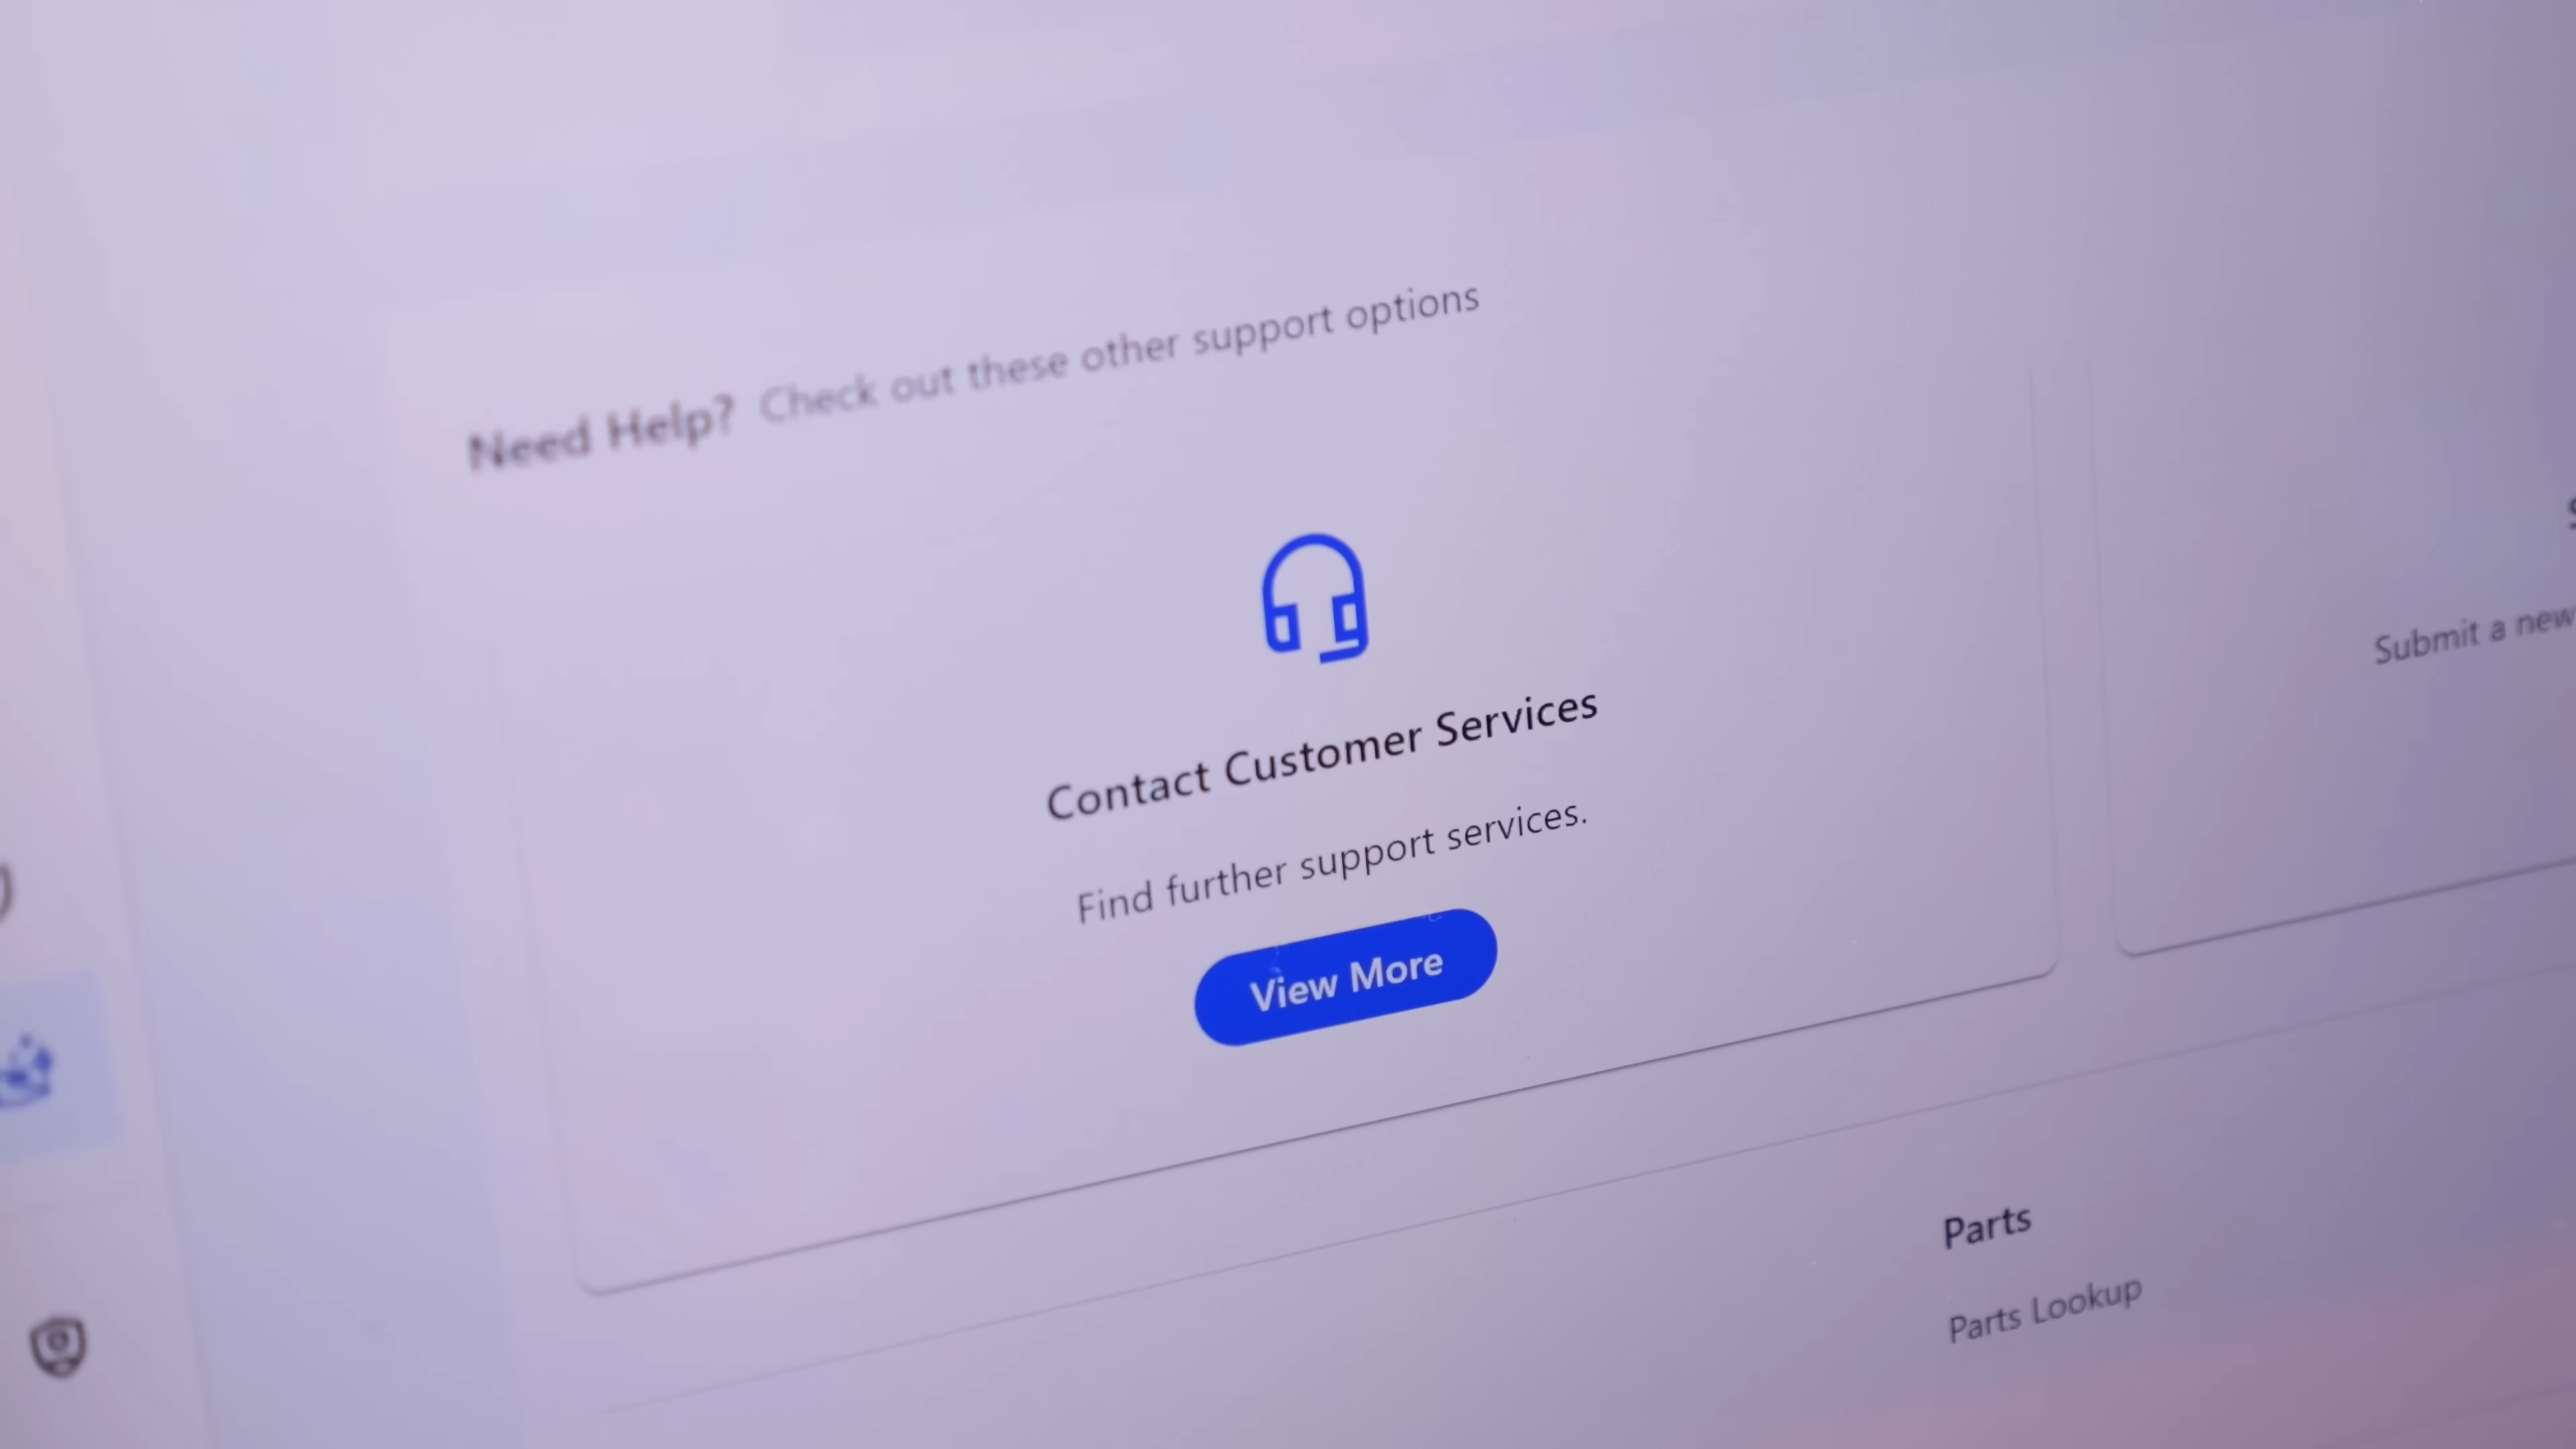 Need Help? Check out these other support options
Contact Customer Services
Find further support services.
View More
Submit a new
Parts
Parts Lookup